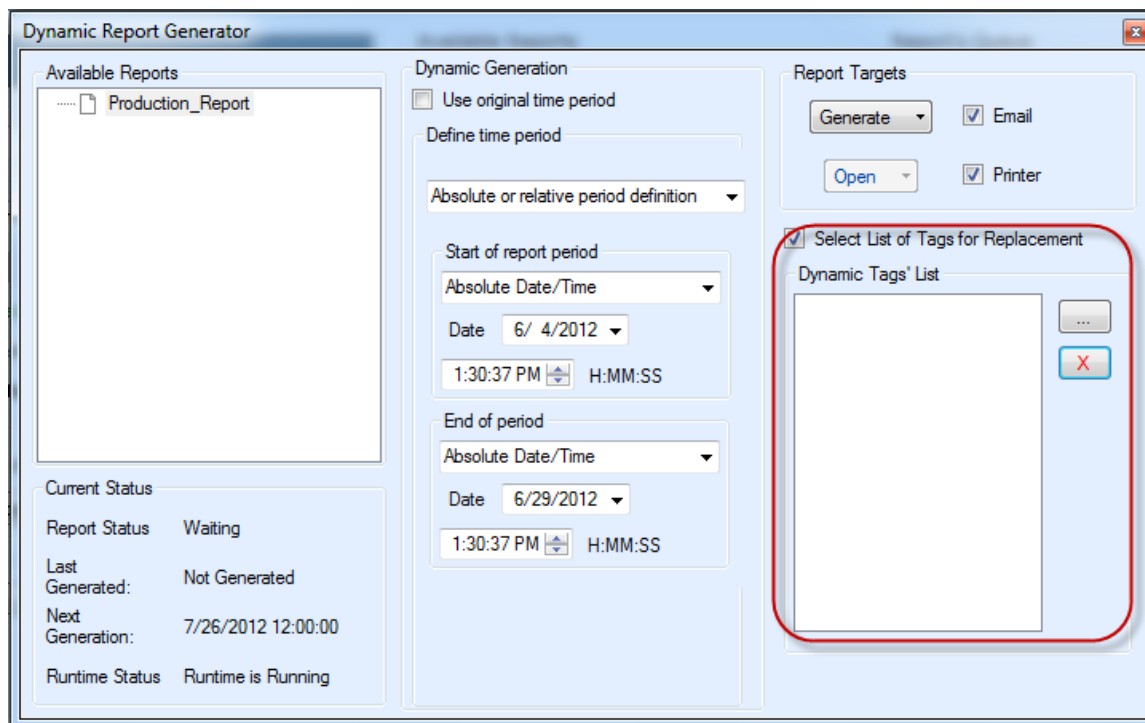 Dynamic Report Generator
Available Reports
Production_Report
Current Status
Report Status Waiting
Last Generated: Not Generated
Next Generation: 7/26/2012 12:00:00
Runtime Status Runtime is Running
Dynamic Generation
Use original time period
Define time period
Absolute or relative period definition
Start of report period
Absolute Date/Time
Date 6/ 4/2012
1:30:37 PM H:MM:SS
End of period
Absolute Date/Time
Date 6/29/2012
1:30:37 PM H:MM:SS
Report Targets
Generate Email
Open Printer
Select List of Tags for Replacement
Dynamic Tags' List
...
X